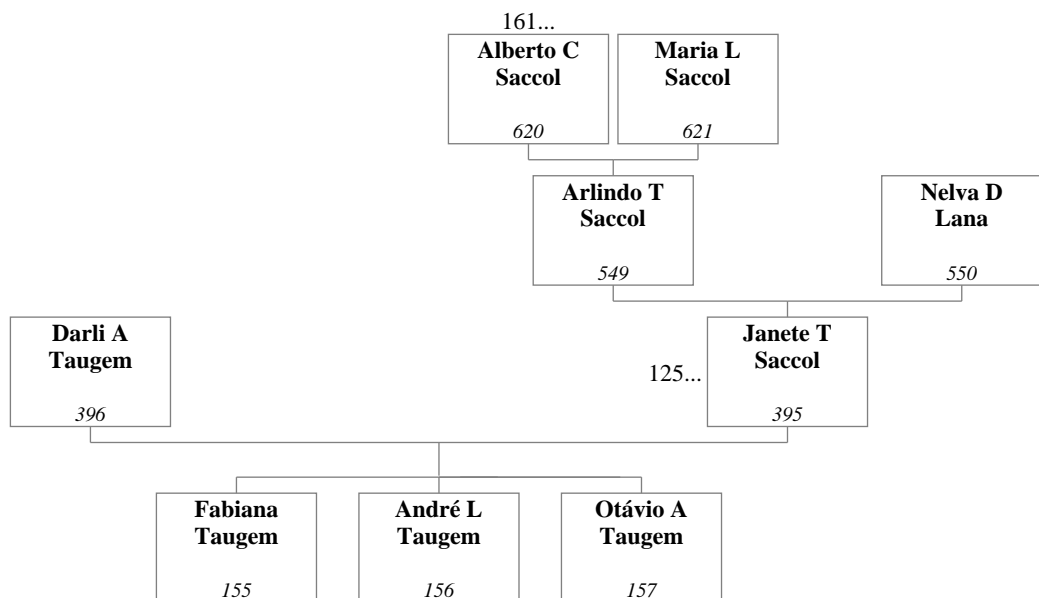 161...
Alberto C
Saccol
620
Maria L
Saccol
621
Arlindo T
Saccol
549
Nelva D
Lana
550
Darli A
Taugem
396
125...
Janete T
Saccol
395
Fabiana
Taugem
155
André L
Taugem
156
Otávio A
Taugem
157